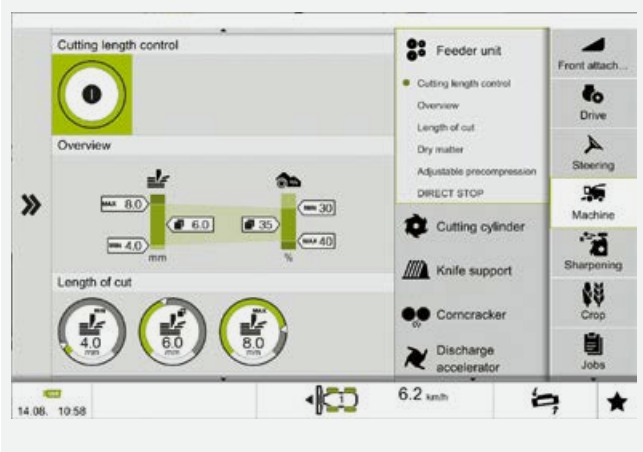 Cutting length control
Overview
MAX 8.0
6.0
MIN 4.0
mm
MIN 30
35
MAX 40
%
Length of cut
MIN
4.0
mm
6.0
mm
MAX
8.0
mm
Feeder unit
Cutting length control
Overview
Length of cut
Dry matter
Adjustable precompression
DIRECT STOP
Cutting cylinder
Knife support
Corncracker
Discharge
accelerator
Front attach...
Drive
Steering
Machine
Sharpening
Crop
Jobs
14.08. 10:58
1
6.2 km/h